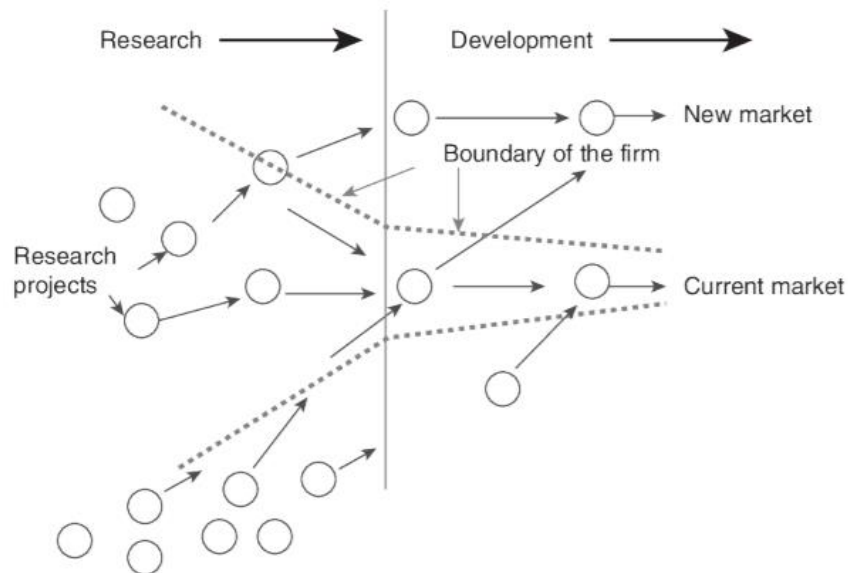 Research
Development
New market
Boundary of the firm
Research
projects
Current market